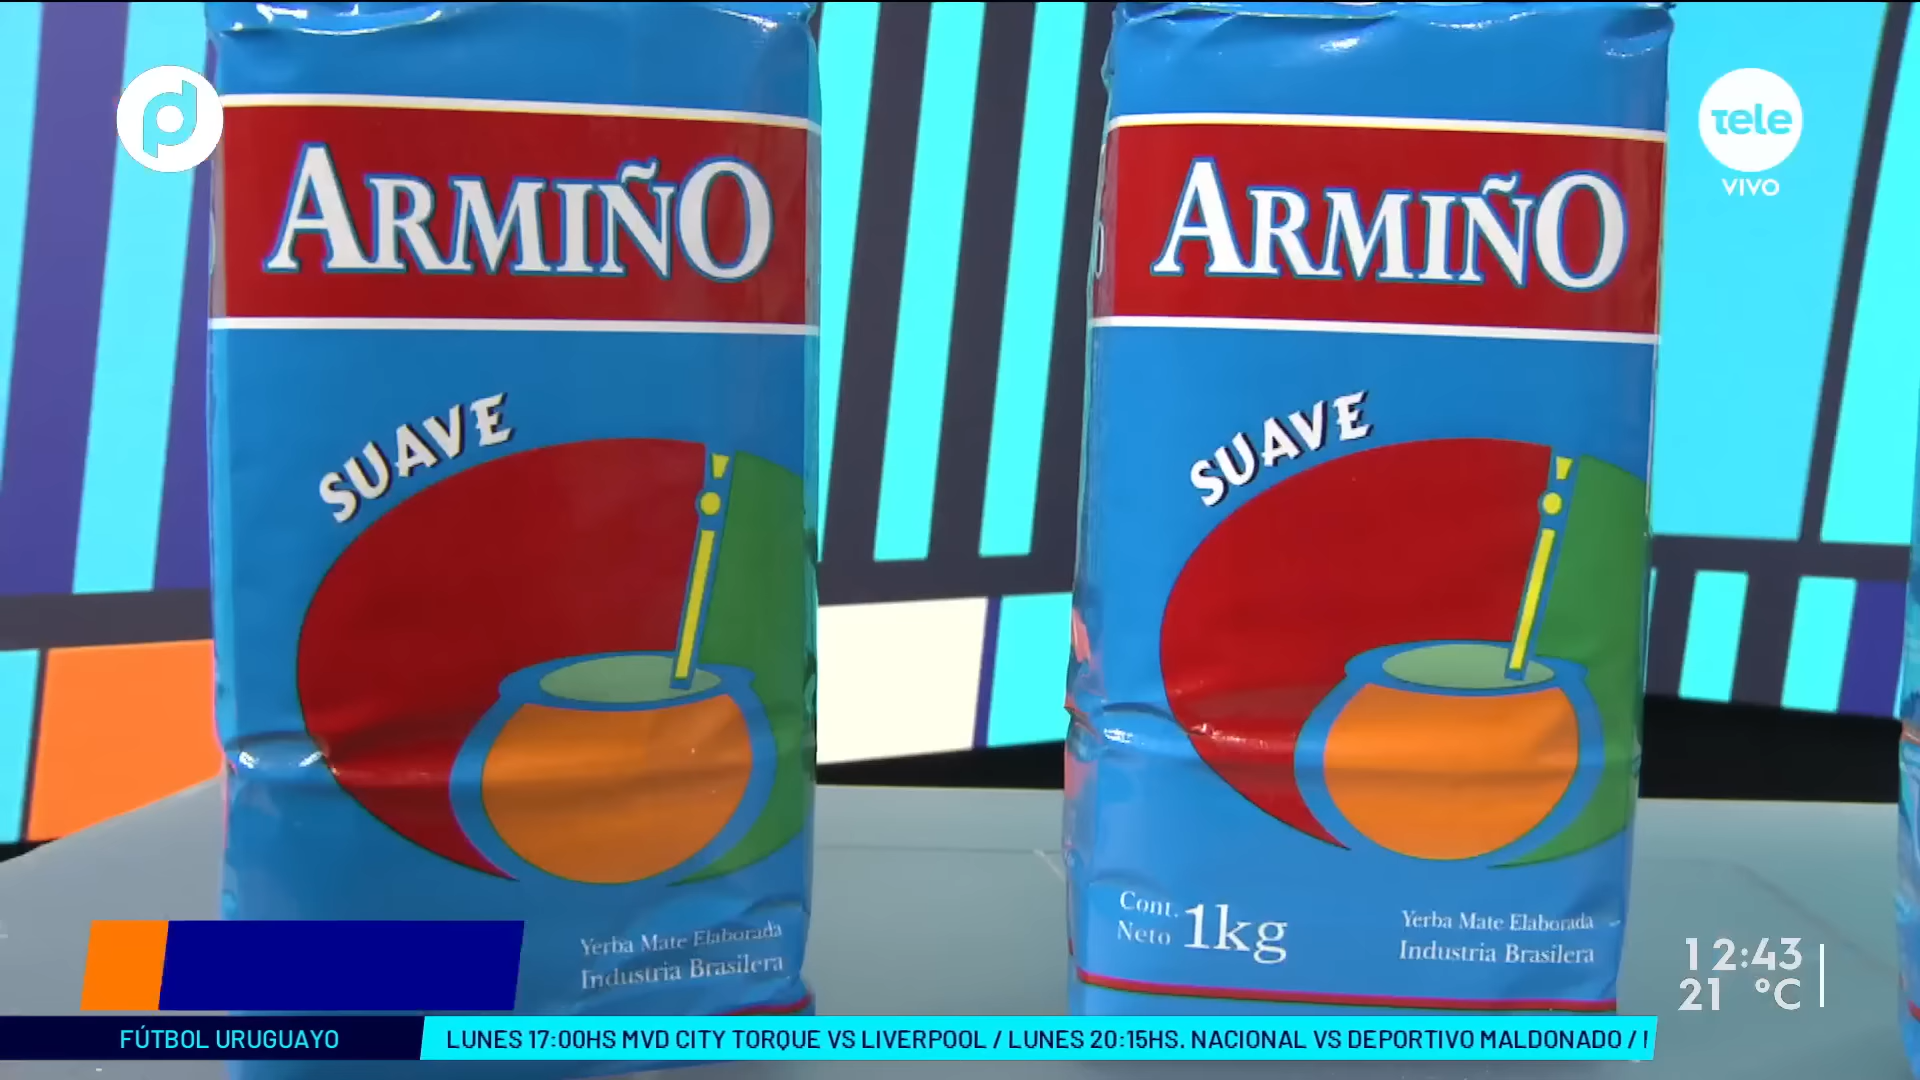 tele
VIVO
ARMIÑO
SUAVE
Yerba Mate Elaborada
Industria Brasilera
ARMIÑO
SUAVE
Cont.
Neto 1kg
Yerba Mate Elaborada
Industria Brasilera
12:43
21 °C
FÚTBOL URUGUAYO
LUNES 17:00HS MVD CITY TORQUE VS LIVERPOOL / LUNES 20:15HS. NACIONAL VS DEPORTIVO MALDONADO /